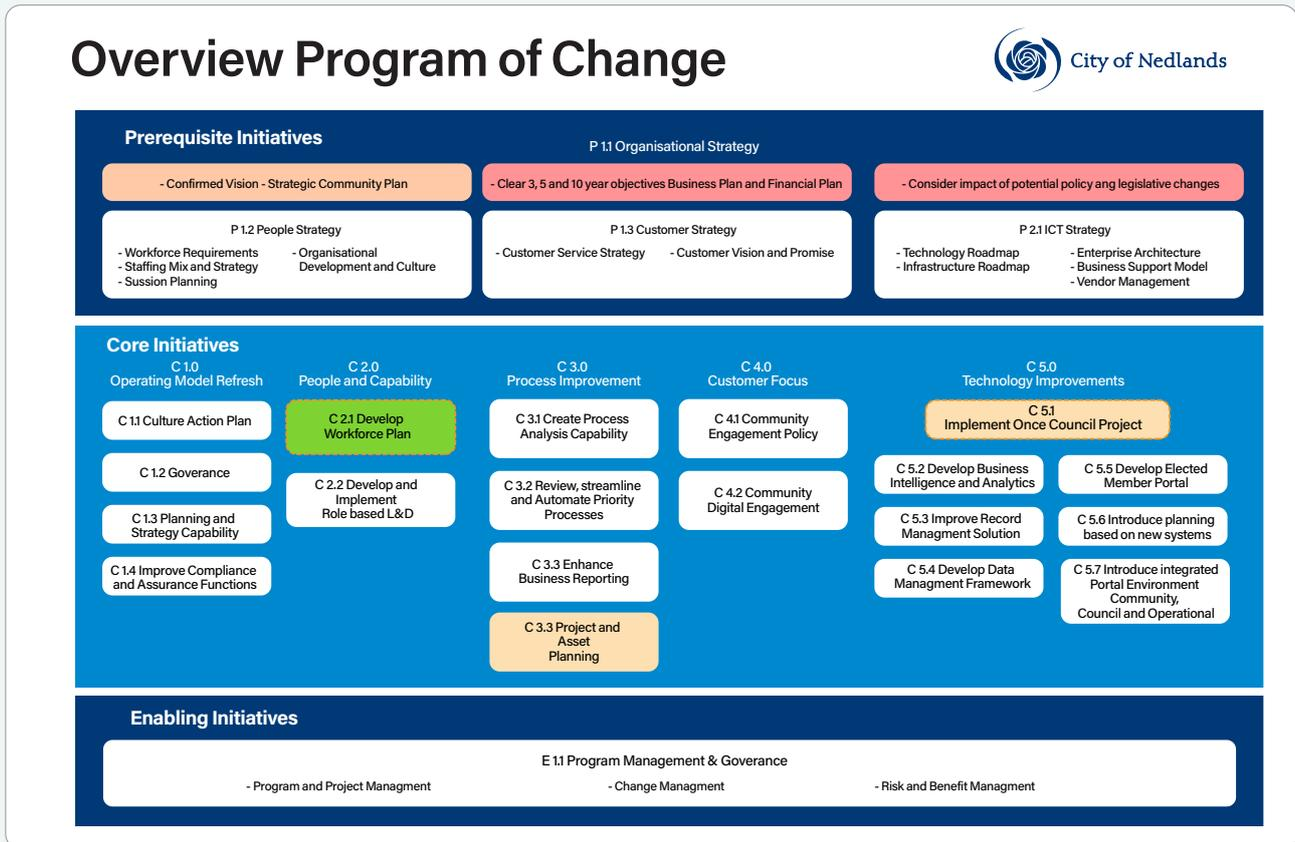 Overview Program of Change
City of Nedlands
Prerequisite Initiatives
P 1.1 Organisational Strategy
- Confirmed Vision - Strategic Community Plan
- Clear 3, 5 and 10 year objectives Business Plan and Financial Plan
- Consider impact of potential policy ang legislative changes
P 1.2 People Strategy
- Workforce Requirements
- Staffing Mix and Strategy
- Sussion Planning
- Organisational
Development and Culture
P 1.3 Customer Strategy
- Customer Service Strategy
- Customer Vision and Promise
P 2.1 ICT Strategy
- Technology Roadmap
- Infrastructure Roadmap
- Enterprise Architecture
- Business Support Model
- Vendor Management
Core Initiatives
C 1.0
Operating Model Refresh
C 1.1 Culture Action Plan
C 1.2 Goverance
C 1.3 Planning and
Strategy Capability
C 1.4 Improve Compliance
and Assurance Functions
C 2.0
People and Capability
C 2.1 Develop
Workforce Plan
C 2.2 Develop and
Implement
Role based L&D
C 3.0
Process Improvement
C 3.1 Create Process
Analysis Capability
C 3.2 Review, streamline
and Automate Priority
Processes
C 3.3 Enhance
Business Reporting
C 3.3 Project and
Asset
Planning
C 4.0
Customer Focus
C 4.1 Community
Engagement Policy
C 4.2 Community
Digital Engagement
C 5.0
Technology Improvements
C 5.1
Implement Once Council Project
C 5.2 Develop Business
Intelligence and Analytics
C 5.3 Improve Record
Managment Solution
C 5.4 Develop Data
Managment Framework
C 5.5 Develop Elected
Member Portal
C 5.6 Introduce planning
based on new systems
C 5.7 Introduce integrated
Portal Environment
Community,
Council and Operational
Enabling Initiatives
E 1.1 Program Management & Goverance
- Program and Project Managment
- Change Managment
- Risk and Benefit Managment